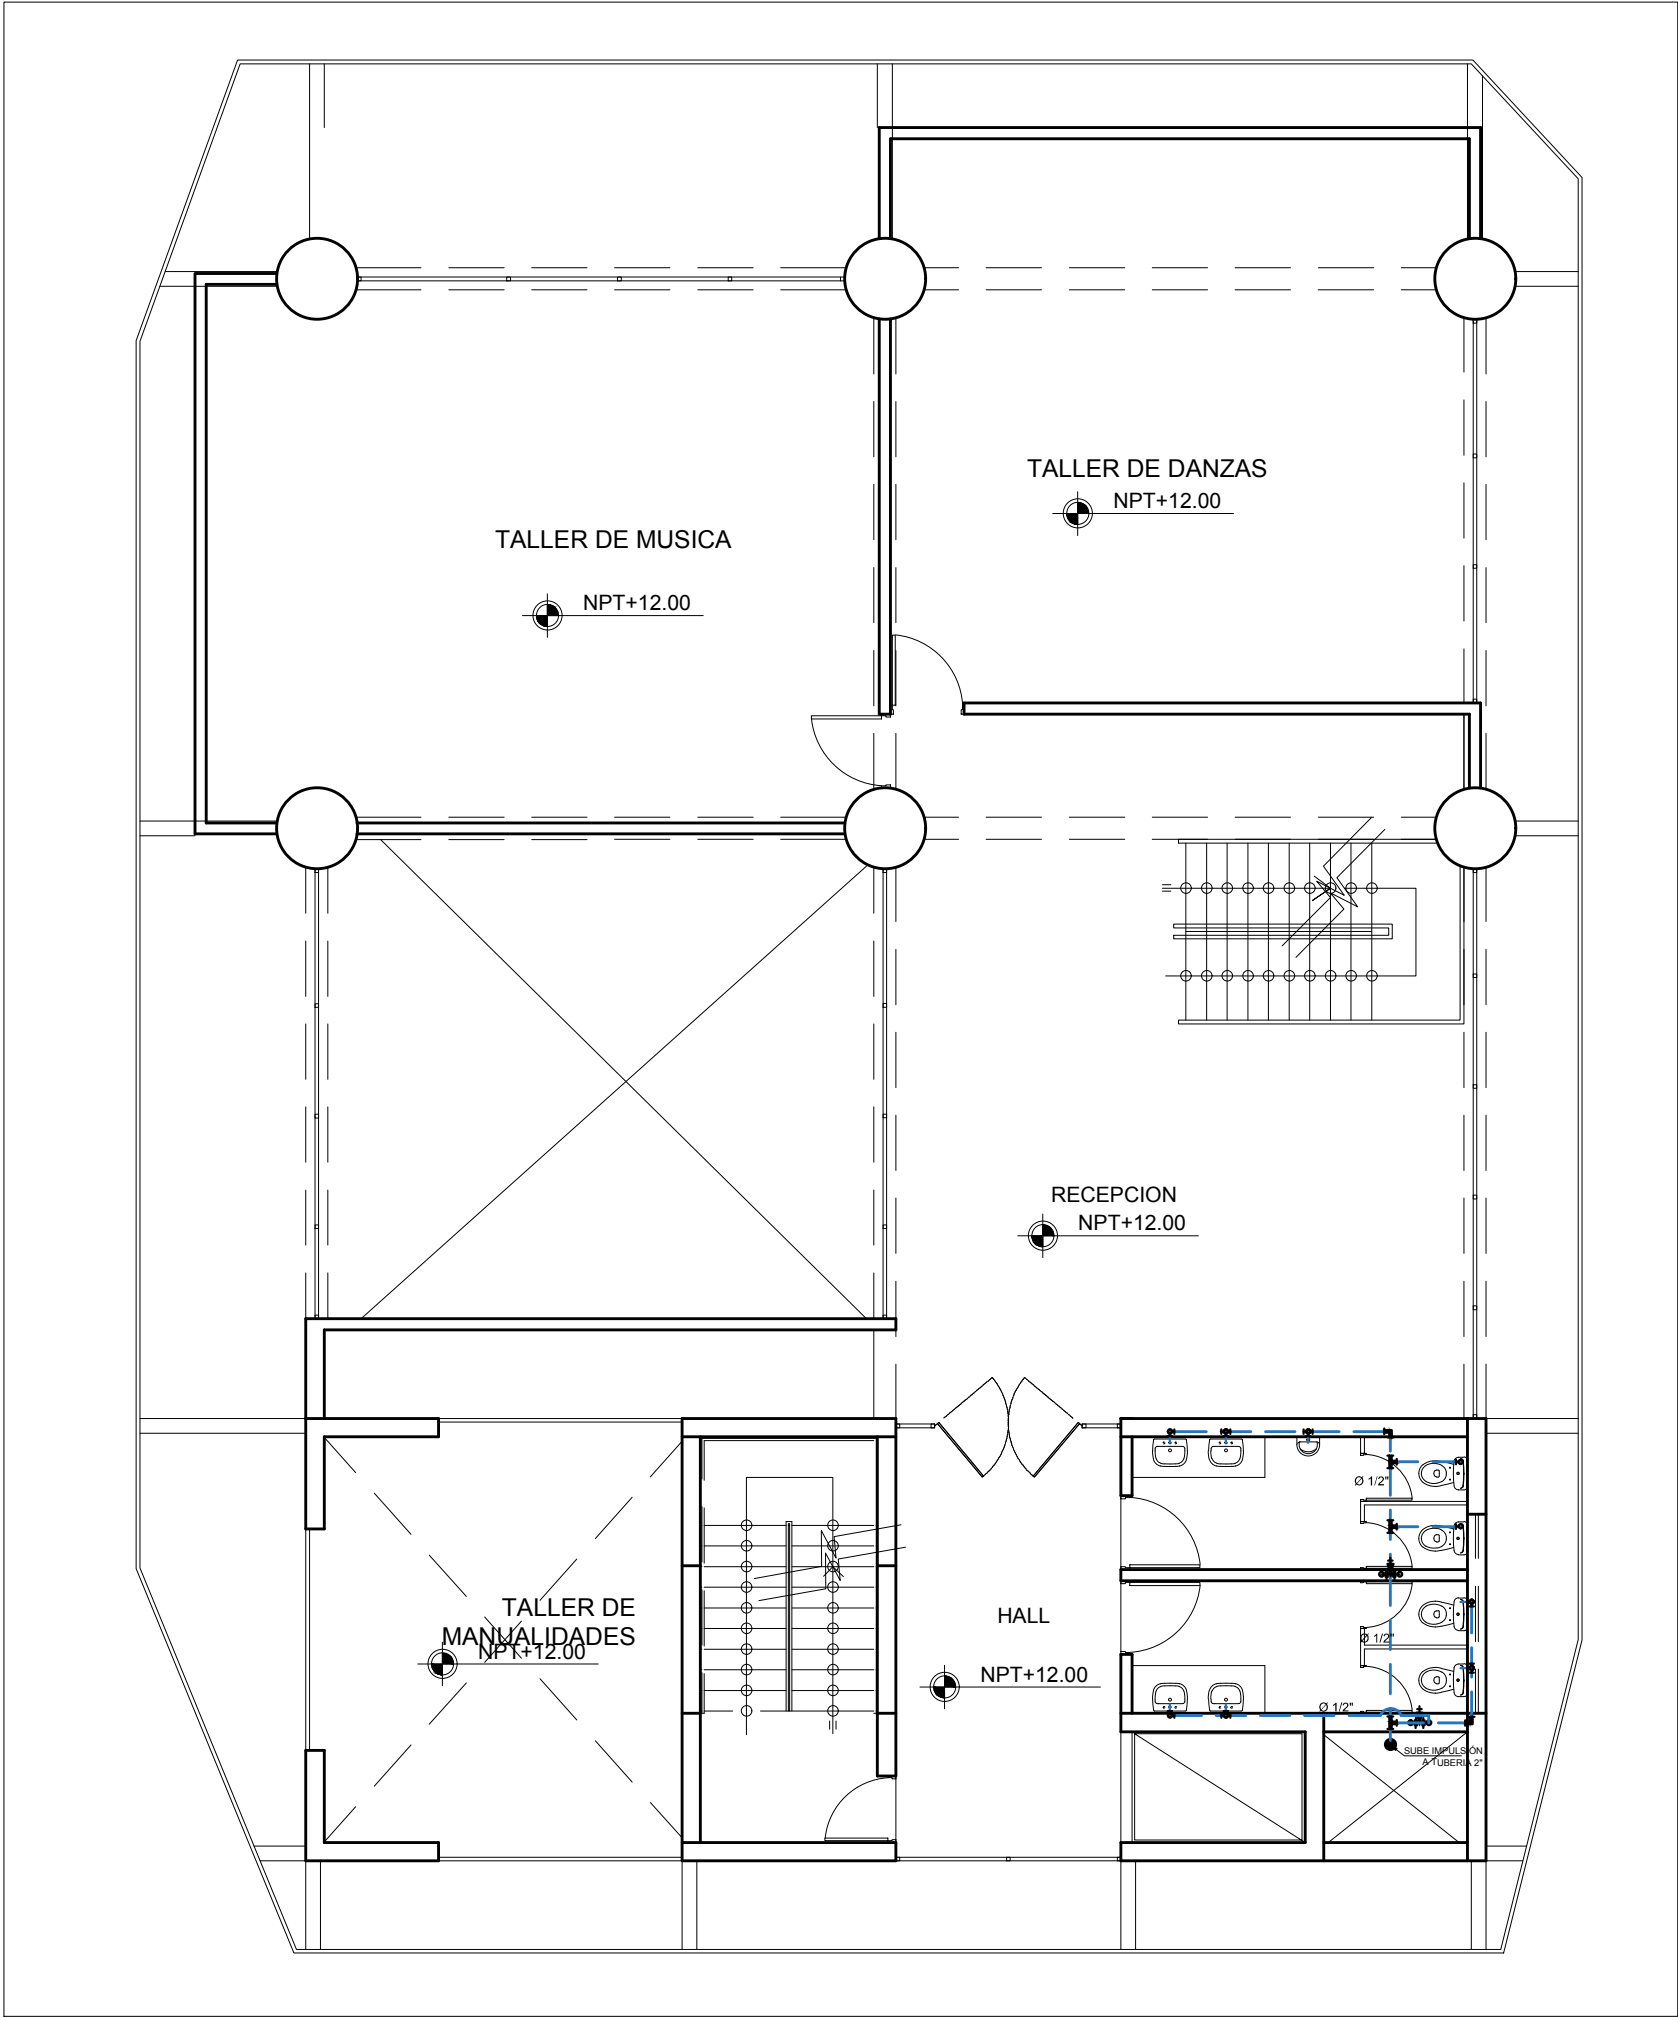 TALLER DE DANZAS
NPT+12.00
TALLER DE MUSICA
NPT+12.00
RECEPCION
NPT+12.00
Ø 1/2"
TALLER DE
MANUALIDADES
NPT+12.00
HALL
NPT+12.00
Ø 1/2"
Ø 1/2"
SUBE IMPULSIÓN
A TUBERIA 2"